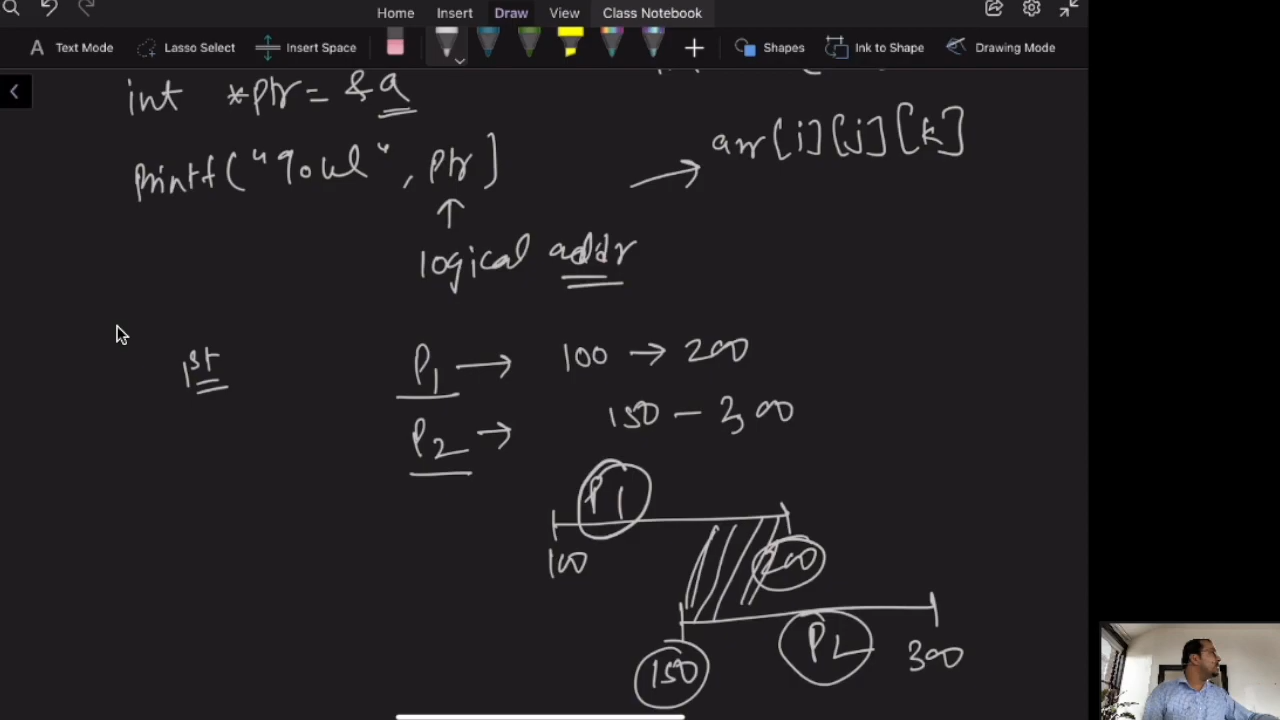 Home Insert Draw View Class Notebook
Text Mode Lasso Select Insert Space Shapes Ink to Shape Drawing Mode
int *ptr = &a
arr[i][j][k]
printf("%u", ptr)
logical addr
1st P1 → 100 → 200
P2 → 150 - 300
P1
100 200
P2
150 300